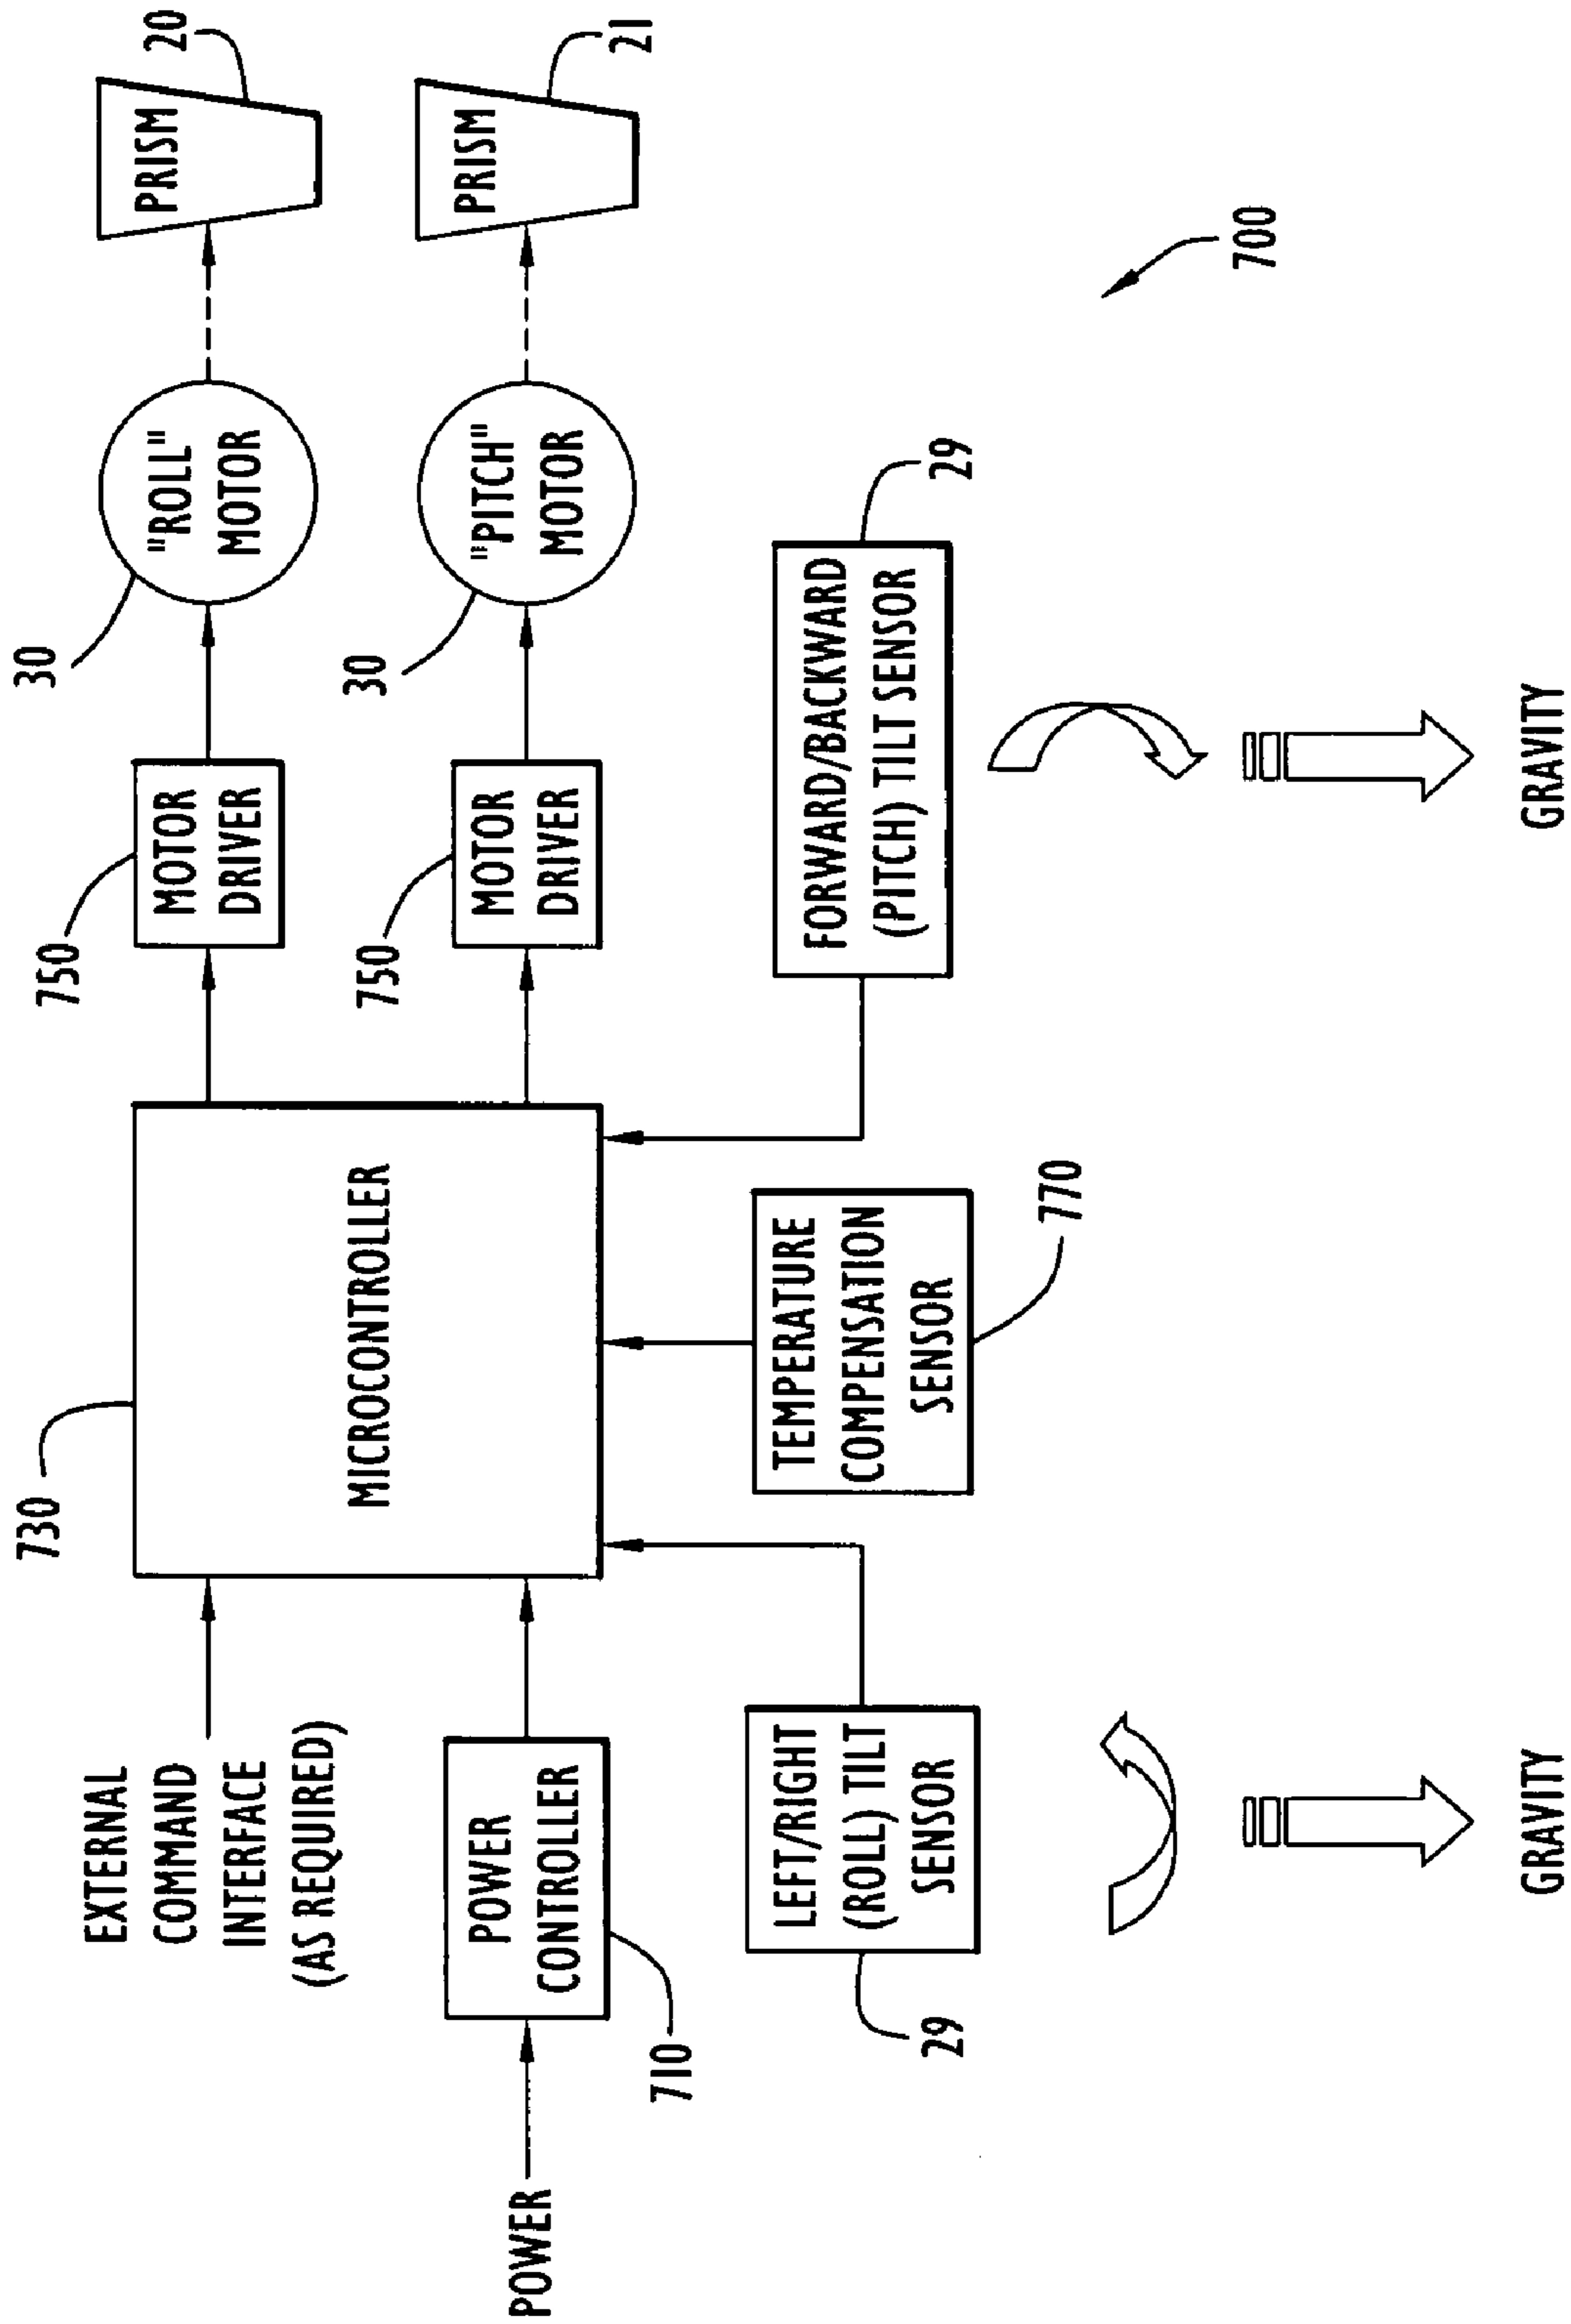 EXTERNAL
COMMAND
INTERFACE
(AS REQUIRED)
730
MICROCONTROLLER
750
MOTOR
DRIVER
30
"ROLL"
MOTOR
PRISM
20
POWER
POWER
CONTROLLER
710
750
MOTOR
DRIVER
30
"PITCH"
MOTOR
PRISM
21
LEFT/RIGHT
(ROLL) TILT
SENSOR
29
TEMPERATURE
COMPENSATION
SENSOR
770
FORWARD/BACKWARD
(PITCH) TILT SENSOR
29
700
GRAVITY
GRAVITY